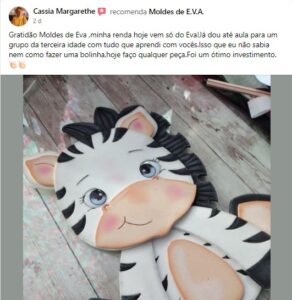 Cassia Margarethe recomenda Moldes de E.V.A.
2 d
Gratidão Moldes de Eva ,minha renda hoje vem só do Eva!Já dou até aula para um
grupo da terceira idade com tudo que aprendi com vocês.Isso que eu não sabia
nem como fazer uma bolinha,hoje faço qualquer peça.Foi um ótimo investimento.
👏🏻👏🏻